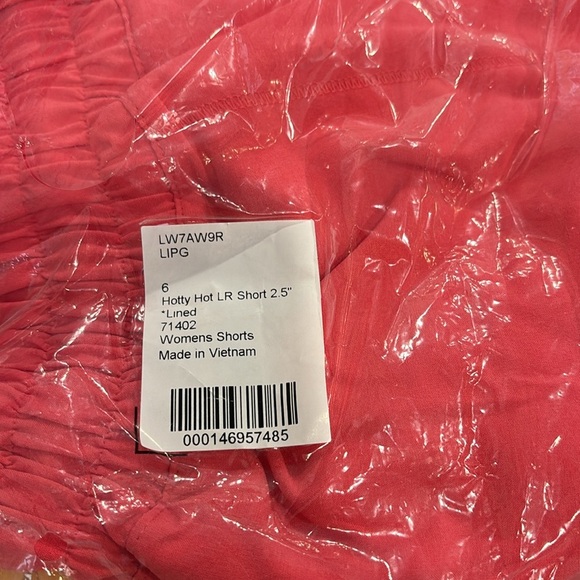 LW7AW9R
LIPG
6
Hotty Hot LR Short 2.5"
*Lined
71402
Womens Shorts
Made in Vietnam
000146957485